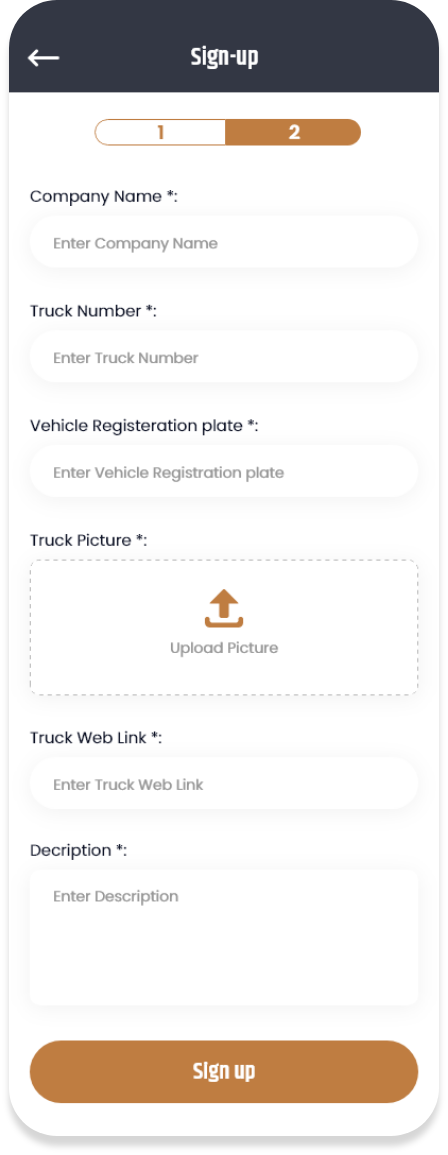 Sign-up
1 2
Company Name *:
Enter Company Name
Truck Number *:
Enter Truck Number
Vehicle Registeration plate *:
Enter Vehicle Registration plate
Truck Picture *:
Upload Picture
Truck Web Link *:
Enter Truck Web Link
Decription *:
Enter Description
Sign up